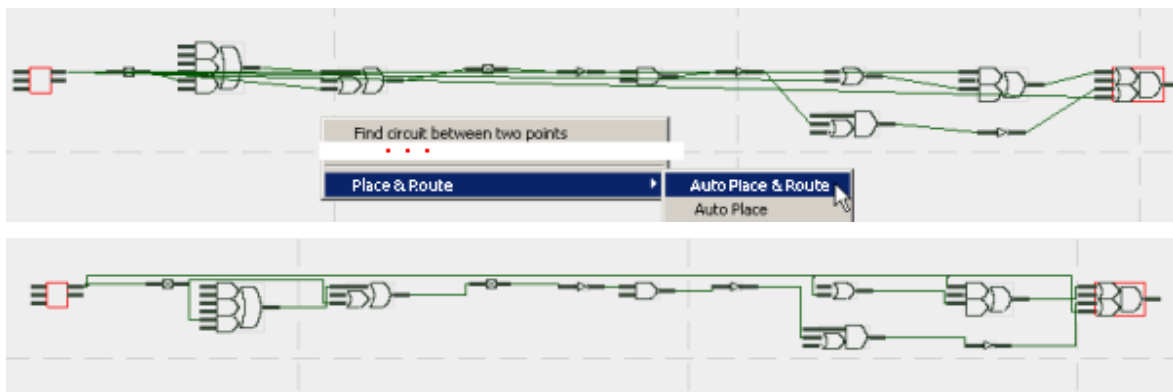 Find circuit between two points
. . .
Place & Route
Auto Place & Route
Auto Place